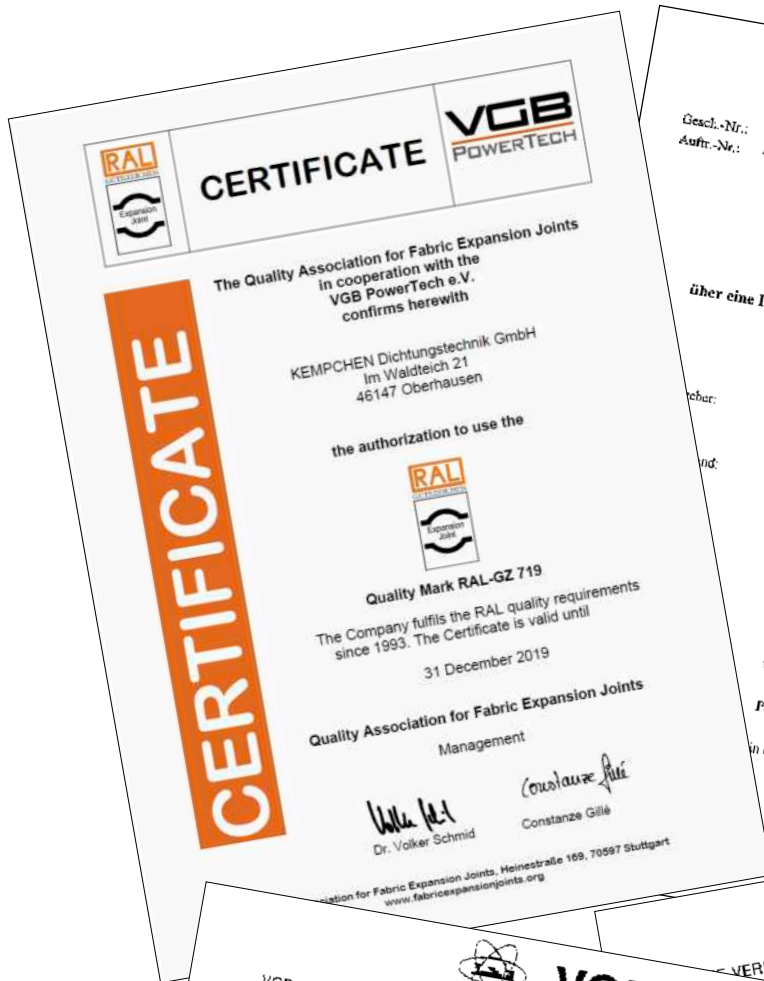 RAL
GÜTEZEICHEN
Expansion
Joint
CERTIFICATE
VGB
POWERTECH
The Quality Association for Fabric Expansion Joints
in cooperation with the
VGB PowerTech e.V.
confirms herewith
KEMPCHEN Dichtungstechnik GmbH
Im Waldteich 21
46147 Oberhausen
the authorization to use the
RAL
GÜTEZEICHEN
Expansion
Joint
Quality Mark RAL-GZ 719
The Company fulfils the RAL quality requirements
since 1993. The Certificate is valid until
31 December 2019
Quality Association for Fabric Expansion Joints
Management
Dr. Volker Schmid
Constanze Gillé
Constanze Gillé
for Fabric Expansion Joints, Heinestraße 169, 70597 Stuttgart
www.fabricexpansionjoints.org
CERTIFICATE
Gesch.-Nr.:
Auftr.-Nr.:
über eine